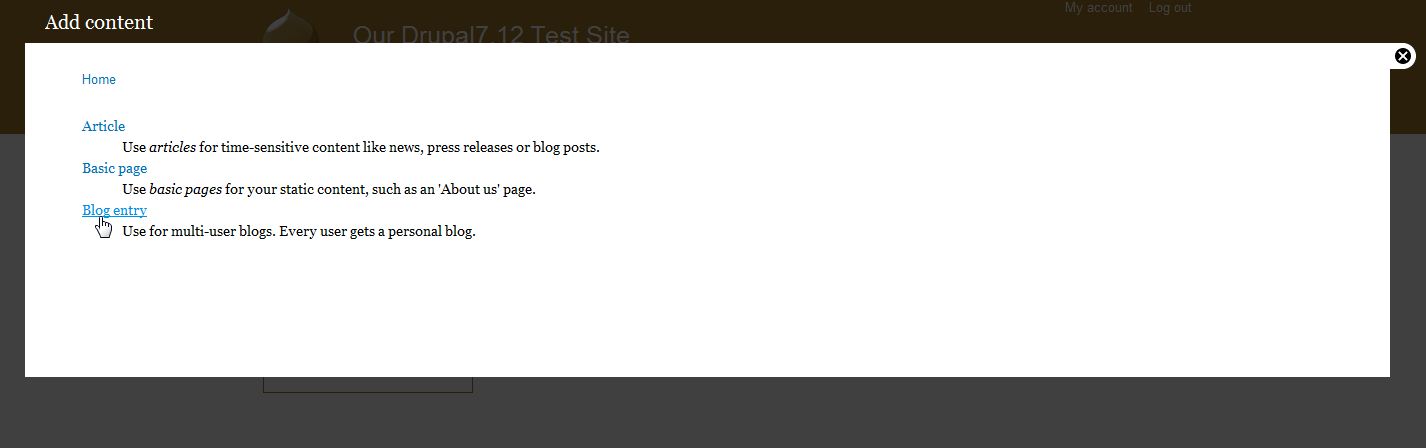 Add content
My account Log out
Our Drupal7.12 Test Site
Home
Article
Use articles for time-sensitive content like news, press releases or blog posts.
Basic page
Use basic pages for your static content, such as an 'About us' page.
Blog entry
Use for multi-user blogs. Every user gets a personal blog.